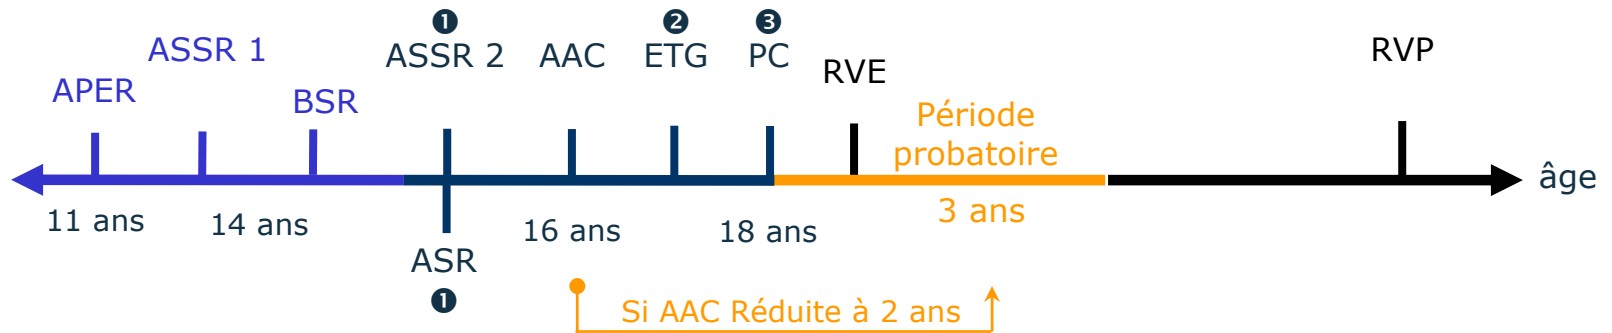 ❶ ❷ ❸
ASSR 1 ASSR 2 AAC ETG PC RVP
APER BSR RVE
Période
probatoire
âge
11 ans 14 ans 16 ans 18 ans 3 ans
ASR
❶
Si AAC Réduite à 2 ans